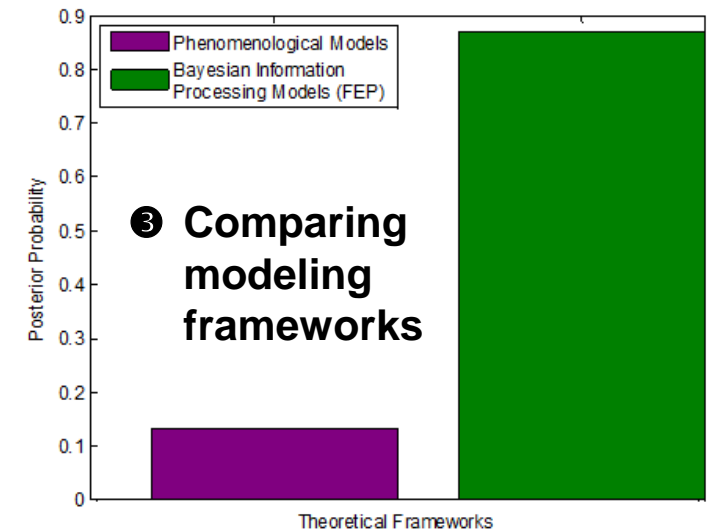 0.9
0.8
0.7
0.6
0.5
0.4
0.3
0.2
0.1
0
Posterior Probability
Phenomenological Models
Bayesian Information
Processing Models (FEP)
❸ Comparing
modeling
frameworks
Theoretical Frameworks